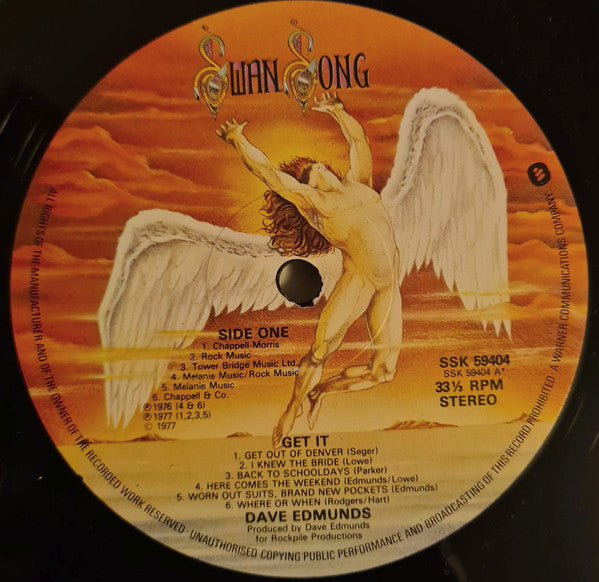 SWAN SONG
SIDE ONE
1. Chappell-Morris
2. Rock Music
3. Tower Bridge Music Ltd.
4. Melanie Music/Rock Music
5. Melanie Music
6. Chappell & Co.
℗ 1976 (4 & 6)
℗ 1977 (1,2,3,5)
© 1977
SSK 59404
SSK 59404 A*
33⅓ RPM
STEREO
GET IT
1. GET OUT OF DENVER (Seger)
2. I KNEW THE BRIDE (Lowe)
3. BACK TO SCHOOLDAYS (Parker)
4. HERE COMES THE WEEKEND (Edmunds/Lowe)
5. WORN OUT SUITS, BRAND NEW POCKETS (Edmunds)
6. WHERE OR WHEN (Rodgers/Hart)
DAVE EDMUNDS
Produced by Dave Edmunds
for Rockpile Productions
ALL RIGHTS OF THE MANUFACTURER AND OF THE OWNER OF THE RECORDED WORK RESERVED. UNAUTHORISED COPYING PUBLIC PERFORMANCE AND BROADCASTING OF THIS RECORD PROHIBITED. A WARNER COMMUNICATIONS COMPANY